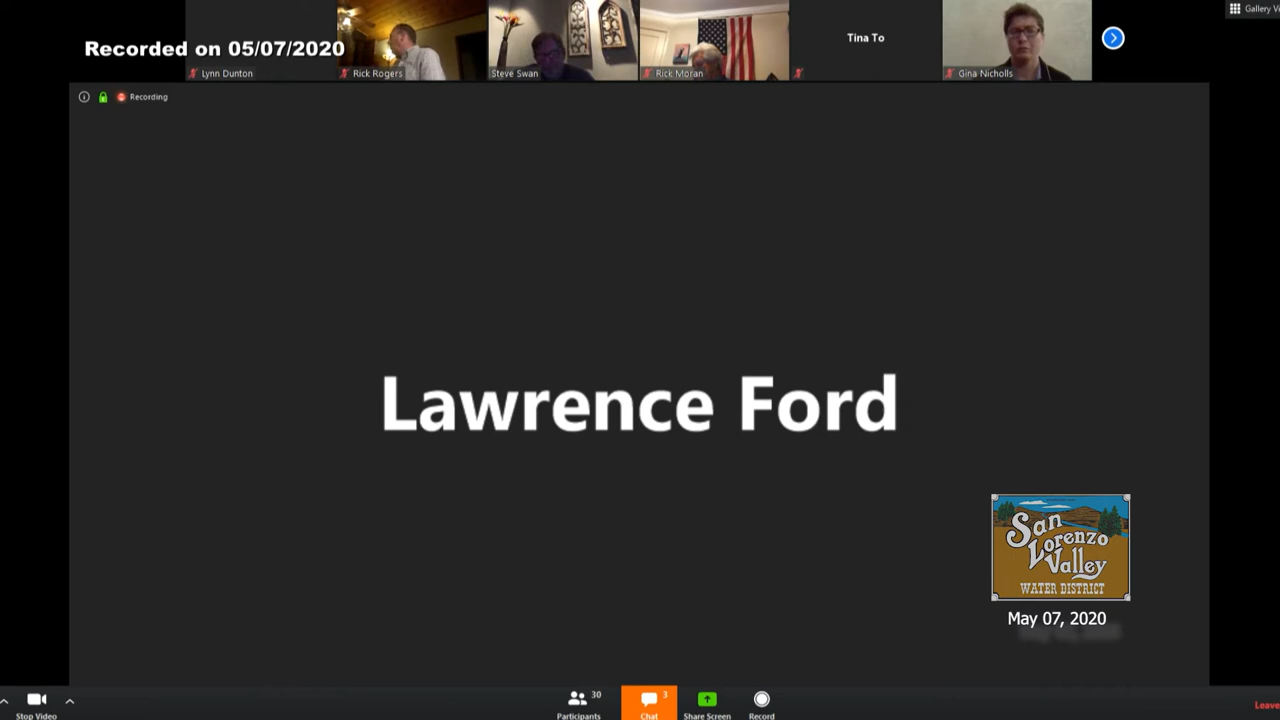 Gallery Vi
Tina To
Recorded on 05/07/2020
Lynn Dunton
Rick Rogers
Steve Swan
Rick Moran
Gina Nicholls
Recording
Lawrence Ford
San
Lorenzo
Valley
WATER DISTRICT
May 07, 2020
30
3
Stop Video
Participants
Chat
Share Screen
Record
Leave